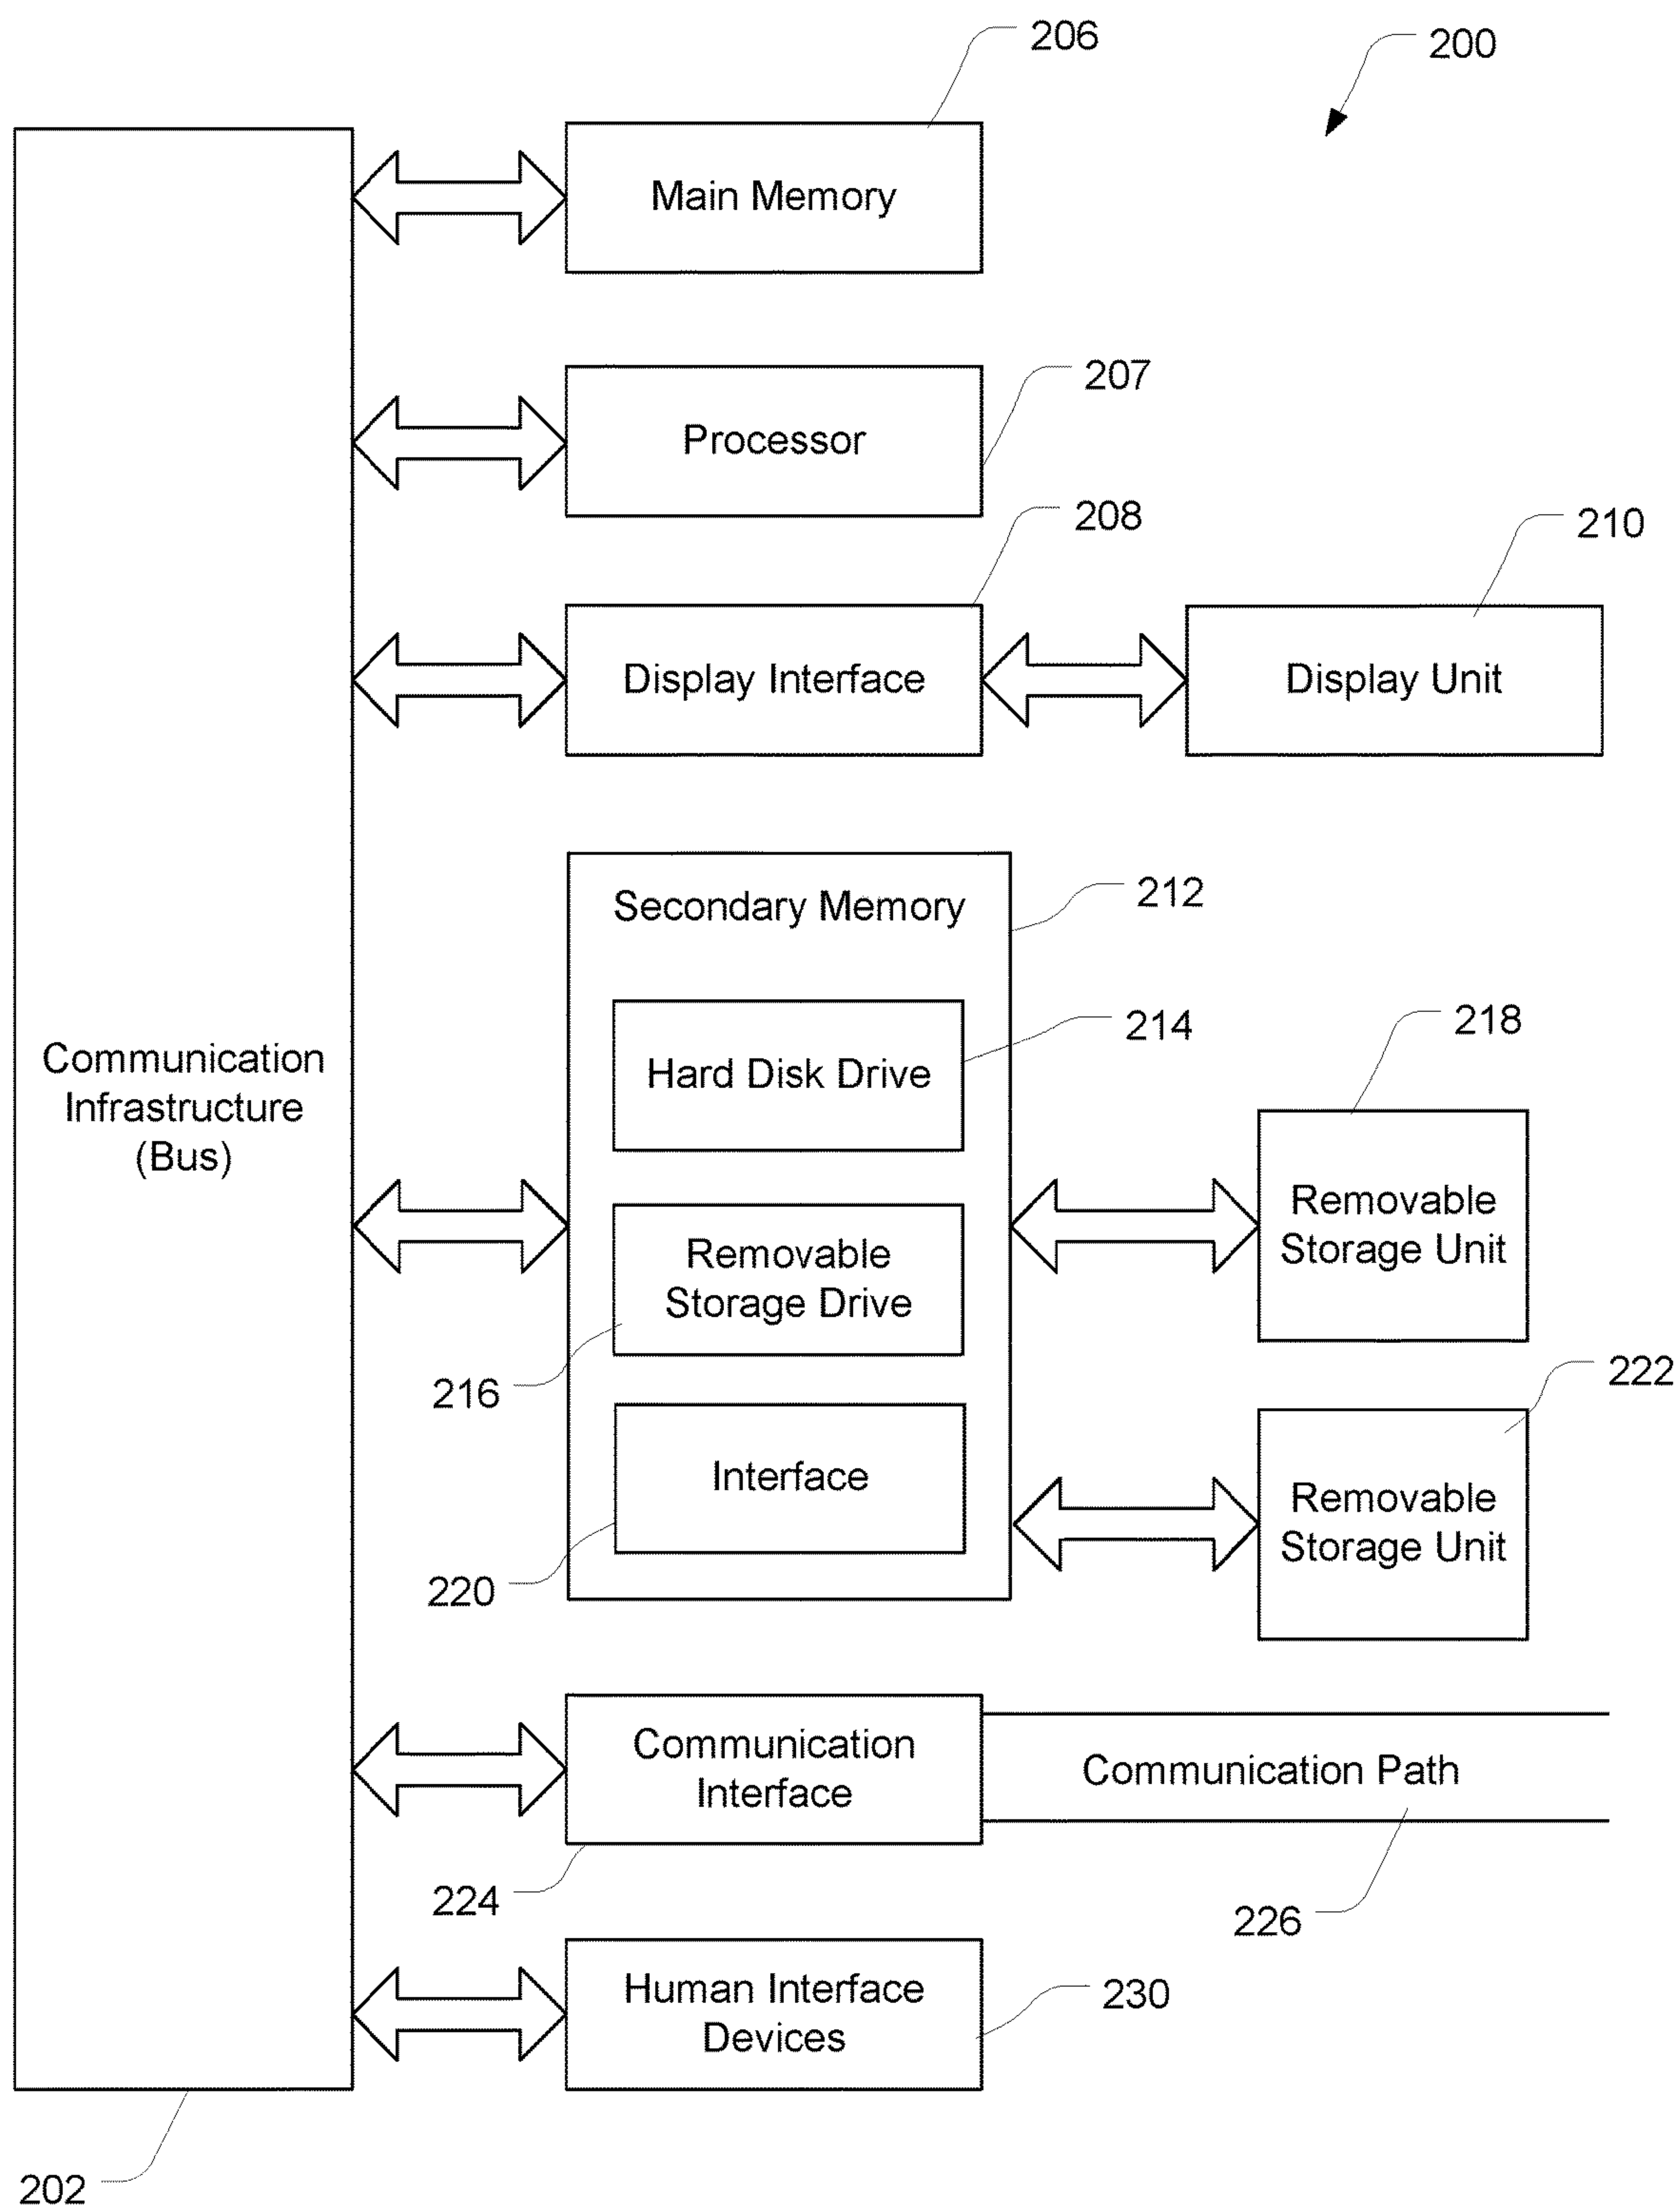 206
200
Main Memory
207
Processor
208
210
Display Interface
Display Unit
Secondary Memory
212
214
Hard Disk Drive
218
Communication
Infrastructure
(Bus)
Removable
Storage Unit
Removable
Storage Drive
216
222
Interface
Removable
Storage Unit
220
Communication
Interface
Communication Path
224
226
Human Interface
Devices
230
202